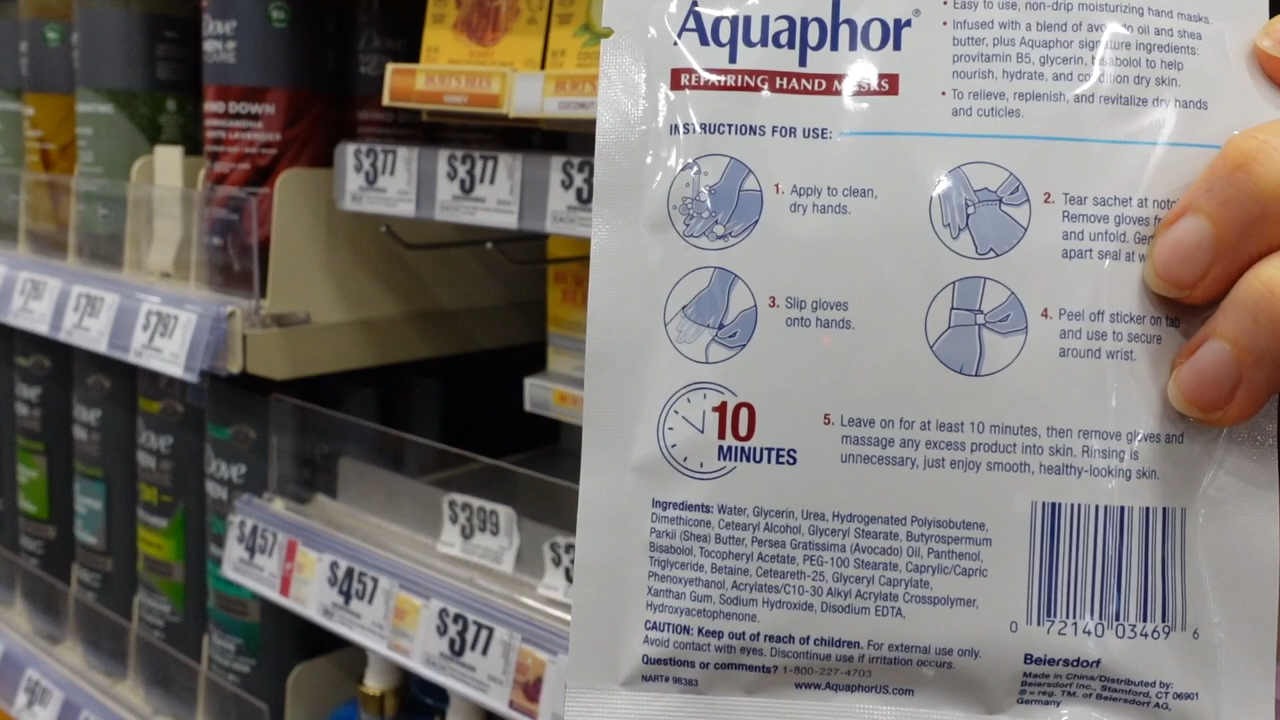 Aquaphor®
REPAIRING HAND MASKS
• Easy to use, non-drip moisturizing hand masks.
• Infused with a blend of avocado oil and shea
butter, plus Aquaphor signature ingredients:
provitamin B5, glycerin, bisabolol to help
nourish, hydrate, and condition dry skin.
• To relieve, replenish, and revitalize dry hands
and cuticles.
INSTRUCTIONS FOR USE:
1. Apply to clean,
dry hands.
2. Tear sachet at
Remove gloves
and unfold.
apart seal at
3. Slip gloves
onto hands.
4. Peel off sticker on tab
and use to secure
around wrist.
10
MINUTES
5. Leave on for at least 10 minutes, then remove gloves and
massage any excess product into skin. Rinsing is
unnecessary, just enjoy smooth, healthy-looking skin.
Ingredients: Water, Glycerin, Urea, Hydrogenated Polyisobutene,
Dimethicone, Cetearyl Alcohol, Glyceryl Stearate, Butyrospermum
Parkii (Shea) Butter, Persea Gratissima (Avocado) Oil, Panthenol,
Bisabolol, Tocopheryl Acetate, PEG-100 Stearate, Caprylic/Capric
Triglyceride, Betaine, Ceteareth-25, Glyceryl Caprylate,
Phenoxyethanol, Acrylates/C10-30 Alkyl Acrylate Crosspolymer,
Xanthan Gum, Sodium Hydroxide, Disodium EDTA,
Hydroxyacetophenone.
CAUTION: Keep out of reach of children. For external use only.
Avoid contact with eyes. Discontinue use if irritation occurs.
Questions or comments? 1-800-227-4703
NART# 98383
www.AquaphorUS.com
0 72140 03469 6
Beiersdorf
Made in China/Distributed by:
Beiersdorf Inc., Stamford, CT 06901
® = reg. TM. of Beiersdorf AG,
Germany
BURT'S BEES
HONEY
BURT'S
COCONUT
$3.77
$3.77
$3
EACH
$7.97
$7.97
$7.97
CARE
DOWN
Dove
Dove
Dove
$3.99
$3
$4.57
$4.57
$3.77